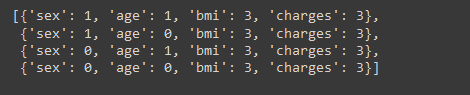 [{'sex': 1, 'age': 1, 'bmi': 3, 'charges': 3},
{'sex': 1, 'age': 0, 'bmi': 3, 'charges': 3},
{'sex': 0, 'age': 1, 'bmi': 3, 'charges': 3},
{'sex': 0, 'age': 0, 'bmi': 3, 'charges': 3}]